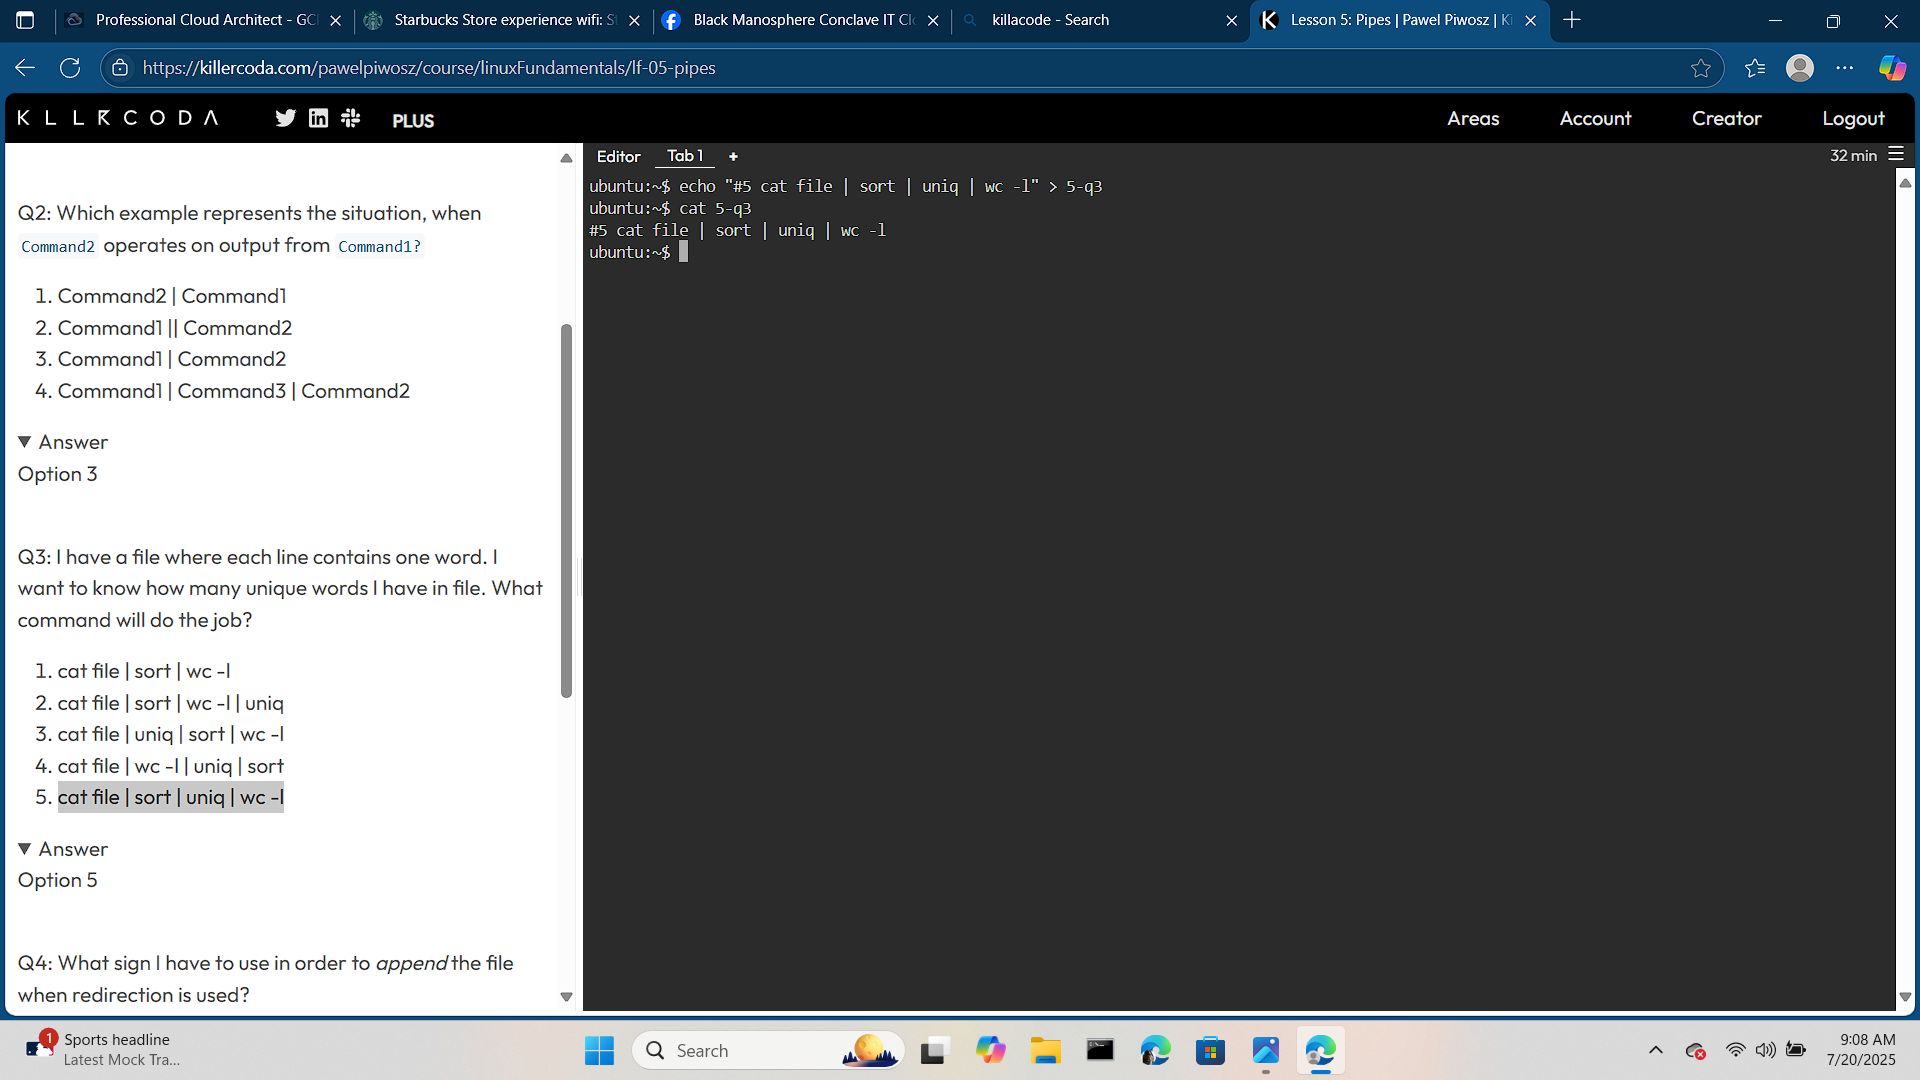 Professional Cloud Architect - GC
Starbucks Store experience wifi: S
Black Manosphere Conclave IT Cl
killacode - Search
Lesson 5: Pipes | Pawel Piwosz | Ki
https://killercoda.com/pawelpiwosz/course/linuxFundamentals/lf-05-pipes
KLLRCODA
PLUS
Areas
Account
Creator
Logout
Q2: Which example represents the situation, when
Command2 operates on output from Command1?
1. Command2 | Command1
2. Command1 || Command2
3. Command1 | Command2
4. Command1 | Command3 | Command2
▼ Answer
Option 3
Q3: I have a file where each line contains one word. I
want to know how many unique words I have in file. What
command will do the job?
1. cat file | sort | wc -l
2. cat file | sort | wc -l | uniq
3. cat file | uniq | sort | wc -l
4. cat file | wc -l | uniq | sort
5. cat file | sort | uniq | wc -l
▼ Answer
Option 5
Q4: What sign I have to use in order to append the file
when redirection is used?
Editor
Tab 1
+
32 min
ubuntu:~$ echo "#5 cat file | sort | uniq | wc -l" > 5-q3
ubuntu:~$ cat 5-q3
#5 cat file | sort | uniq | wc -l
ubuntu:~$
1
Sports headline
Latest Mock Tra...
Search
9:08 AM
7/20/2025